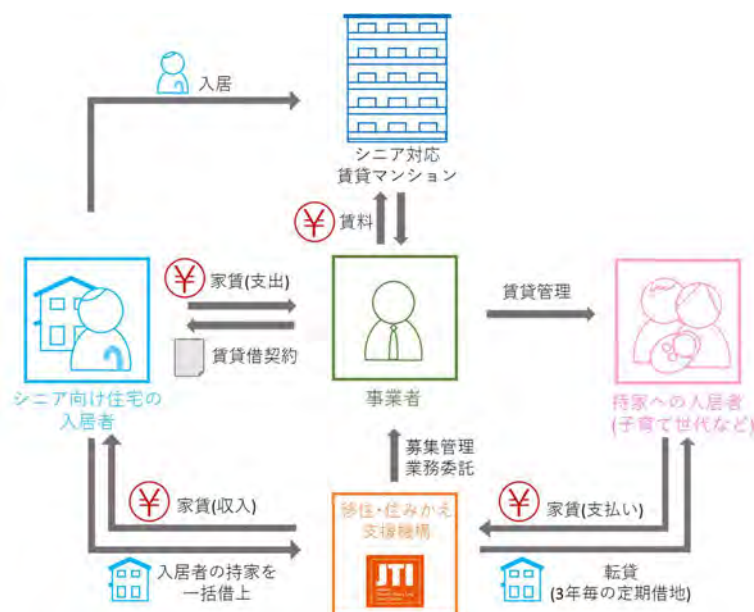 入居
シニア対応
賃貸マンション
¥ 賃料
¥ 家賃(支出)
賃貸借契約
賃貸管理
シニア向け住宅の
入居者
事業者
持家への入居者
(子育て世代など)
募集管理
業務委託
¥ 家賃(収入)
¥ 家賃(支払い)
移住・住みかえ
支援機構
JTI
入居者の持家を
一括借上
転貸
(3年毎の定期借地)